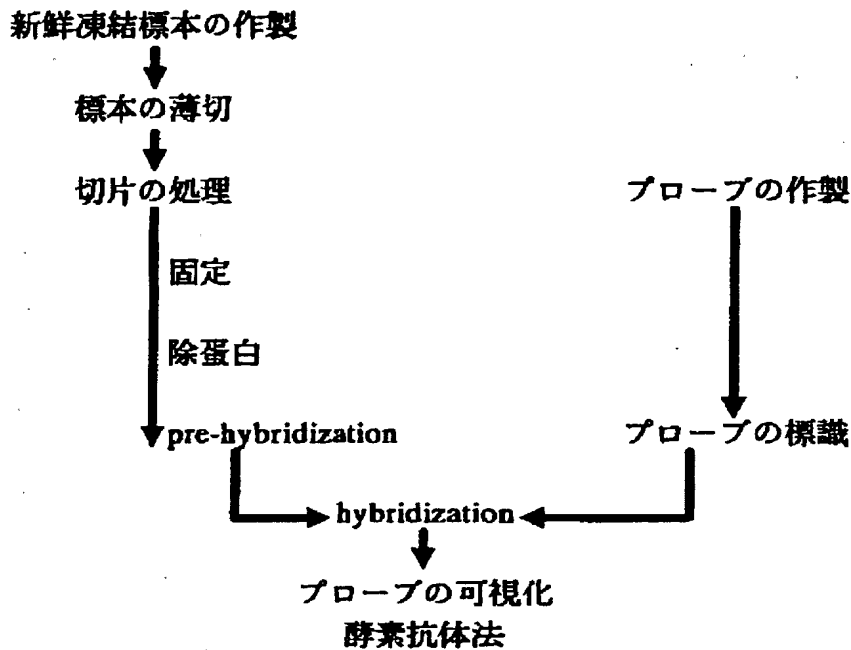 新鮮凍結標本の作製
標本の薄切
切片の処理
プローブの作製
固定
除蛋白
pre-hybridization
プローブの標識
hybridization
プローブの可視化
酵素抗体法